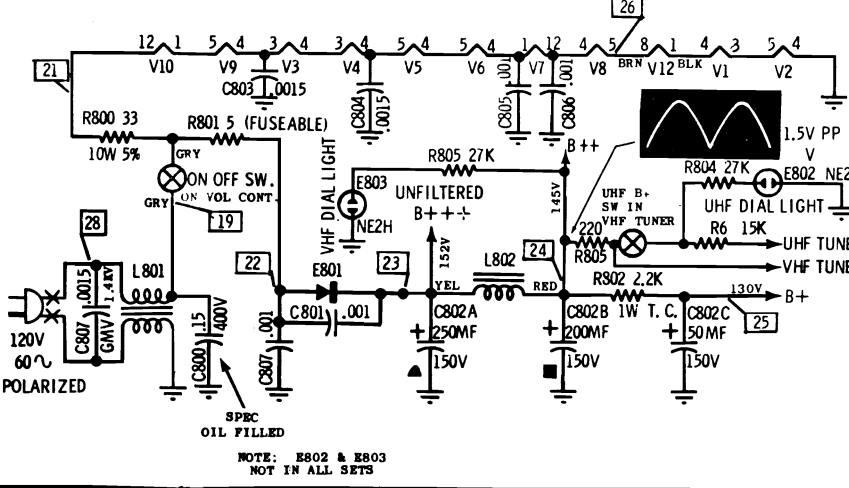 26
12 1 5 4 3 4 3 4 5 4 5 4 1 12 4 5 8 1 4 3 5 4
V10 V9 V3 V4 V5 V6 V7 V8 BRN V12 BLK V1 V2
21
C803 .0015
C804 .0015
C805 .001
C806 .001
R800 33
10W 5%
R801 5 (FUSEABLE)
GRY
ON OFF SW.
ON VOL CONT.
GRY
19
VHF DIAL LIGHT
E803
NE2H
R805 27K
B++
145V
UNFILTERED
B+++
152V
1.5V PP
V
R804 27K
E802 NE2
UHF DIAL LIGHT
UHF B+
SW IN
VHF TUNER
220
R805
R6 15K
UHF TUNE
VHF TUNE
28
L801
.0015
1.4KV
C807
GMV
120V
60~
POLARIZED
C800 .15
400V
SPEC
OIL FILLED
22
E801
23
C801 .001
C807 .001
YEL
L802
RED
24
R802 2.2K
1W T. C.
130V
B+
25
C802A
+ 250MF
150V
C802B
+ 200MF
150V
C802C
+ 50MF
150V
NOTE: E802 & E803
NOT IN ALL SETS